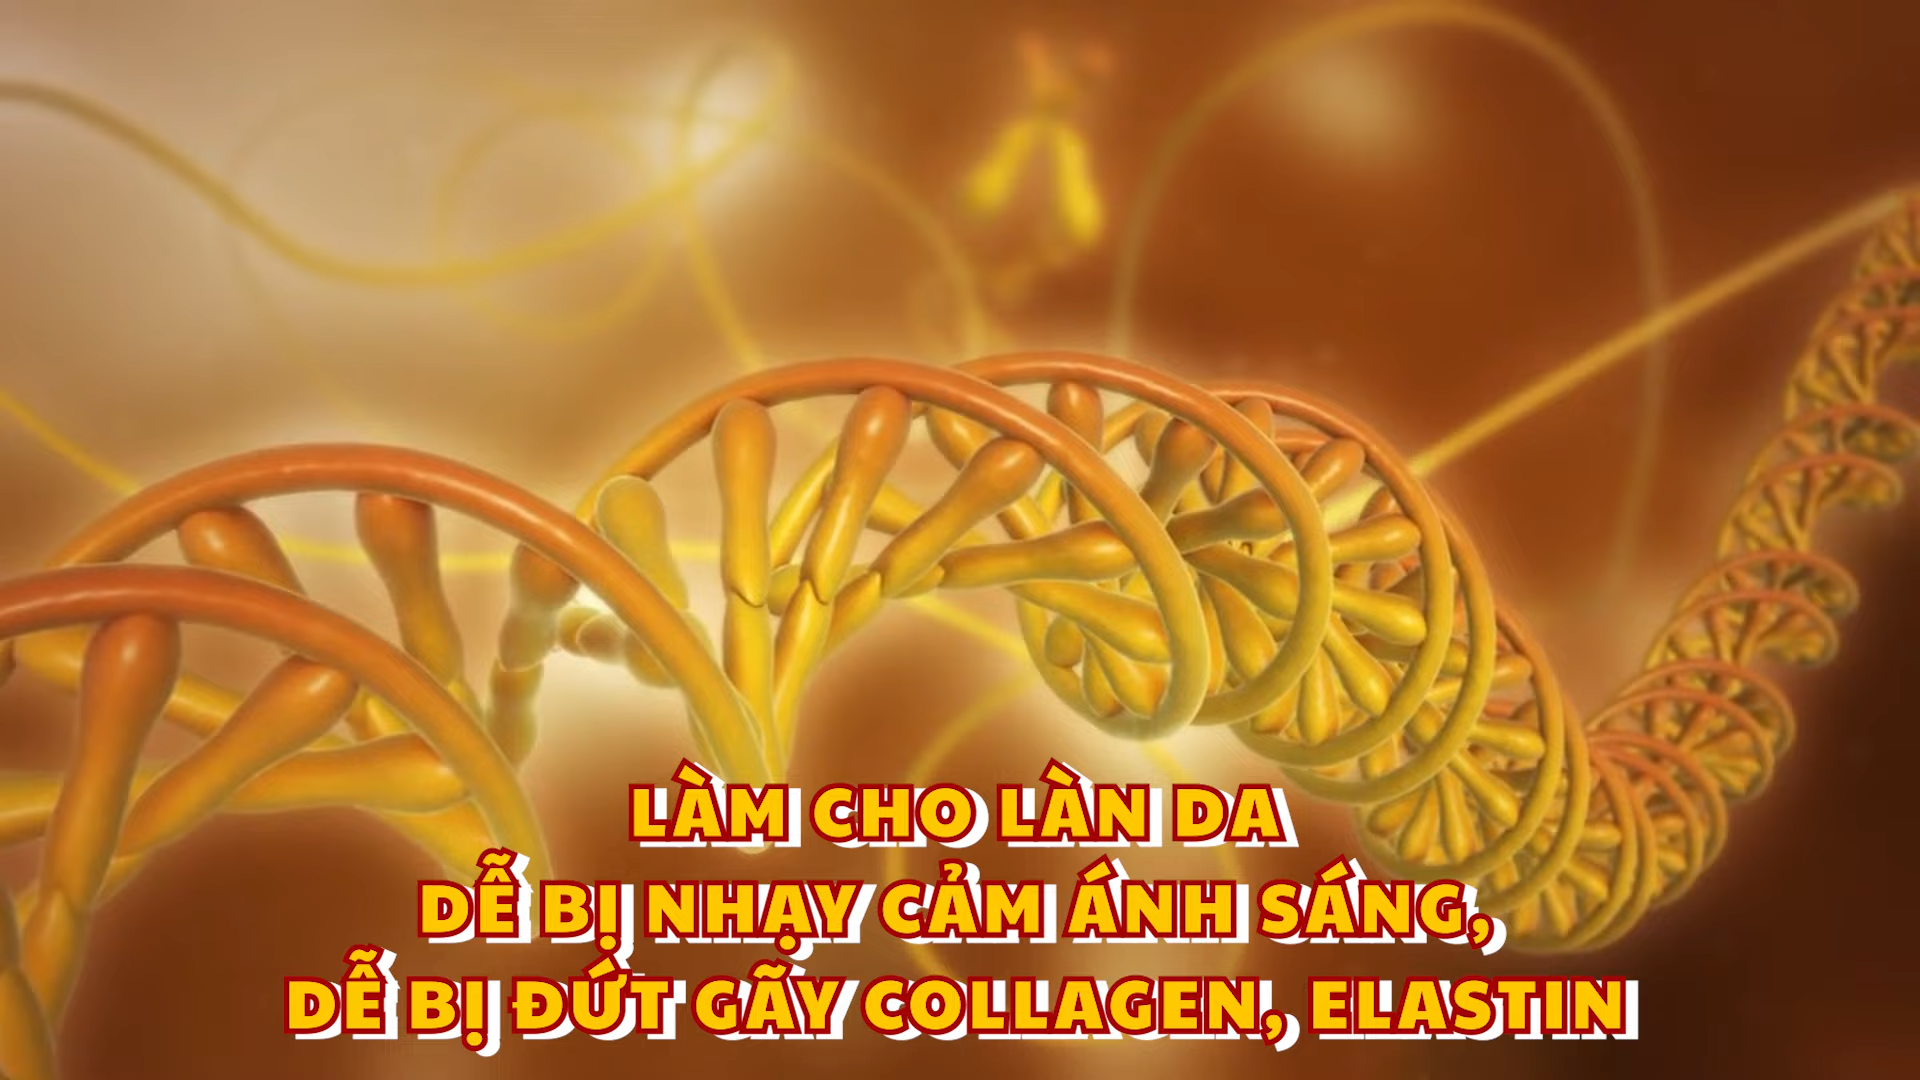 LÀM CHO LÀN DA
DỄ BỊ NHẠY CẢM ÁNH SÁNG,
DỄ BỊ ĐỨT GÃY COLLAGEN, ELASTIN